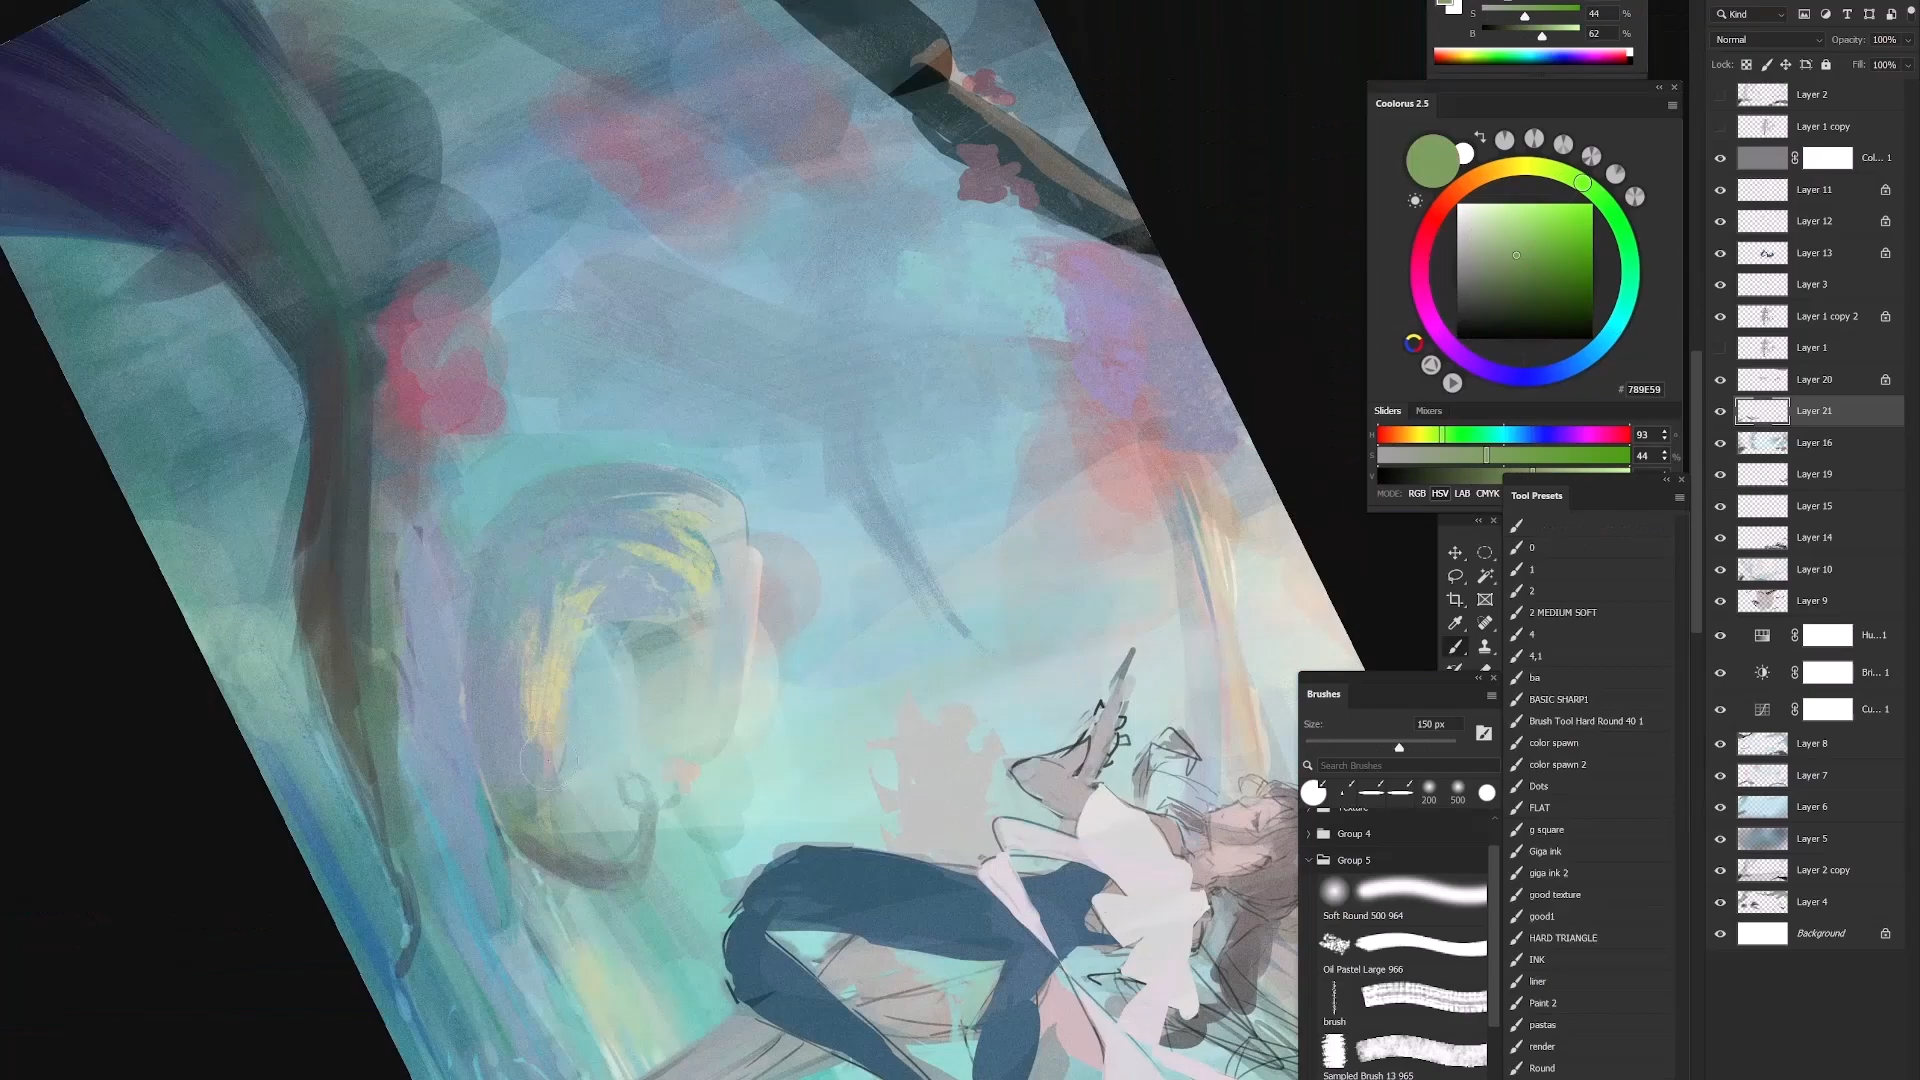 S 44 %
B 62 %
Coolorus 2.5
# 789E59
Sliders Mixers
H 93 °
S 44 %
V
MODE: RGB HSV LAB CMYK
Tool Presets
0
1
2
2 MEDIUM SOFT
4
4,1
ba
BASIC SHARP1
Brush Tool Hard Round 40 1
color spawn
color spawn 2
Dots
FLAT
g square
Giga ink
giga ink 2
good texture
good1
HARD TRIANGLE
INK
liner
Paint 2
pastas
render
Round
Brushes
Size: 150 px
Search Brushes
200 500
Texture
Group 4
Group 5
Soft Round 500 964
Oil Pastel Large 966
brush
Sampled Brush 13 965
Kind
Normal Opacity: 100%
Lock: Fill: 100%
Layer 2
Layer 1 copy
Col... 1
Layer 11
Layer 12
Layer 13
Layer 3
Layer 1 copy 2
Layer 1
Layer 20
Layer 21
Layer 16
Layer 19
Layer 15
Layer 14
Layer 10
Layer 9
Hu...1
Bri... 1
Cu... 1
Layer 8
Layer 7
Layer 6
Layer 5
Layer 2 copy
Layer 4
Background